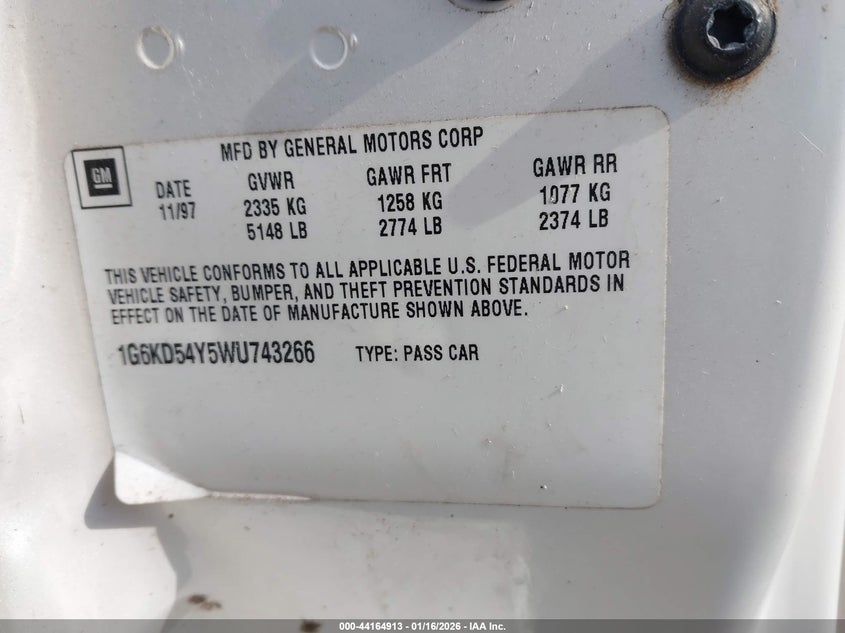 MFD BY GENERAL MOTORS CORP
GM
DATE GVWR GAWR FRT GAWR RR
11/97 2335 KG 1258 KG 1077 KG
5148 LB 2774 LB 2374 LB
THIS VEHICLE CONFORMS TO ALL APPLICABLE U.S. FEDERAL MOTOR
VEHICLE SAFETY, BUMPER, AND THEFT PREVENTION STANDARDS IN
EFFECT ON THE DATE OF MANUFACTURE SHOWN ABOVE.
1G6KD54Y5WU743266 TYPE: PASS CAR
000-44164913 — 01/16/2026 — IAA Inc.